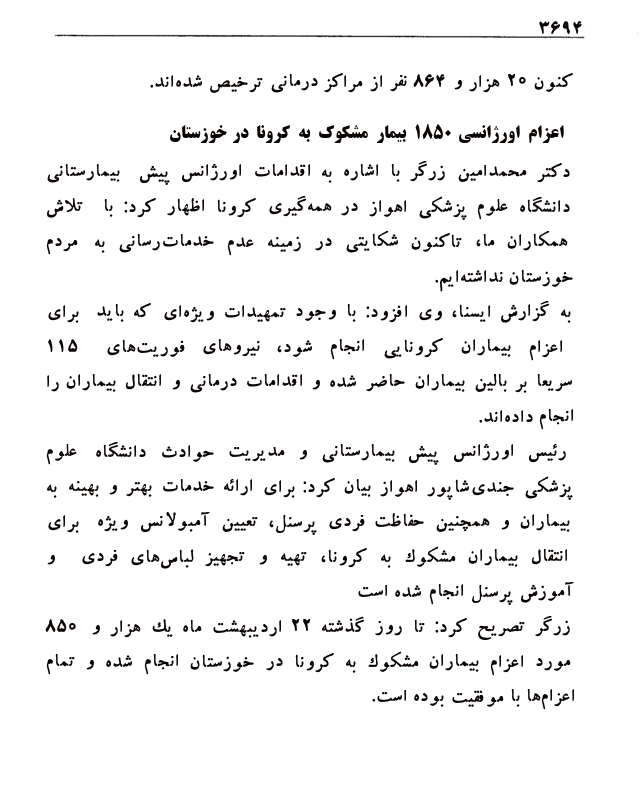 ۳۶۹۴
کنون ۲۰ هزار و ۸۶۴ نفر از مراکز درمانی ترخیص شده‌اند.
اعزام اورژانسی ۱۸۵۰ بیمار مشکوک به کرونا در خوزستان
دکتر محمدامین زرگر با اشاره به اقدامات اورژانس پیش بیمارستانی
دانشگاه علوم پزشکی اهواز در همه‌گیری کرونا اظهار کرد: با تلاش
همکاران ما، تاکنون شکایتی در زمینه عدم خدمات‌رسانی به مردم
خوزستان نداشته‌ایم.
به گزارش ایسنا، وی افزود: با وجود تمهیدات ویژه‌ای که باید برای
اعزام بیماران کرونایی انجام شود، نیروهای فوریت‌های ۱۱۵
سریعا بر بالین بیماران حاضر شده و اقدامات درمانی و انتقال بیماران را
انجام داده‌اند.
رئیس اورژانس پیش بیمارستانی و مدیریت حوادث دانشگاه علوم
پزشکی جندی‌شاپور اهواز بیان کرد: برای ارائه خدمات بهتر و بهینه به
بیماران و همچنین حفاظت فردی پرسنل، تعیین آمبولانس ویژه برای
انتقال بیماران مشکوك به کرونا، تهیه و تجهیز لباس‌های فردی و
آموزش پرسنل انجام شده است
زرگر تصریح کرد: تا روز گذشته ۲۲ اردیبهشت ماه یك هزار و ۸۵۰
مورد اعزام بیماران مشکوك به کرونا در خوزستان انجام شده و تمام
اعزام‌ها با موفقیت بوده است.